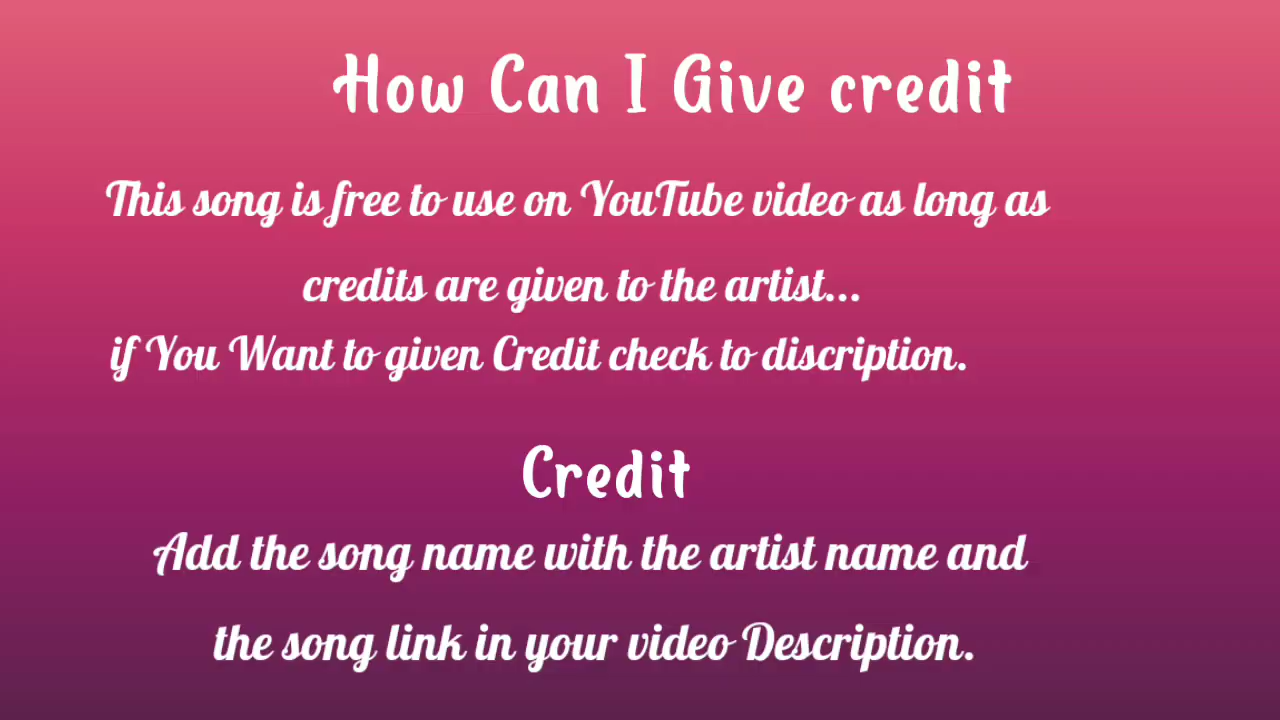 How Can I Give credit
This song is free to use on YouTube video as long as
credits are given to the artist...
if You Want to given Credit check to discription.
Credit
Add the song name with the artist name and
the song link in your video Description.